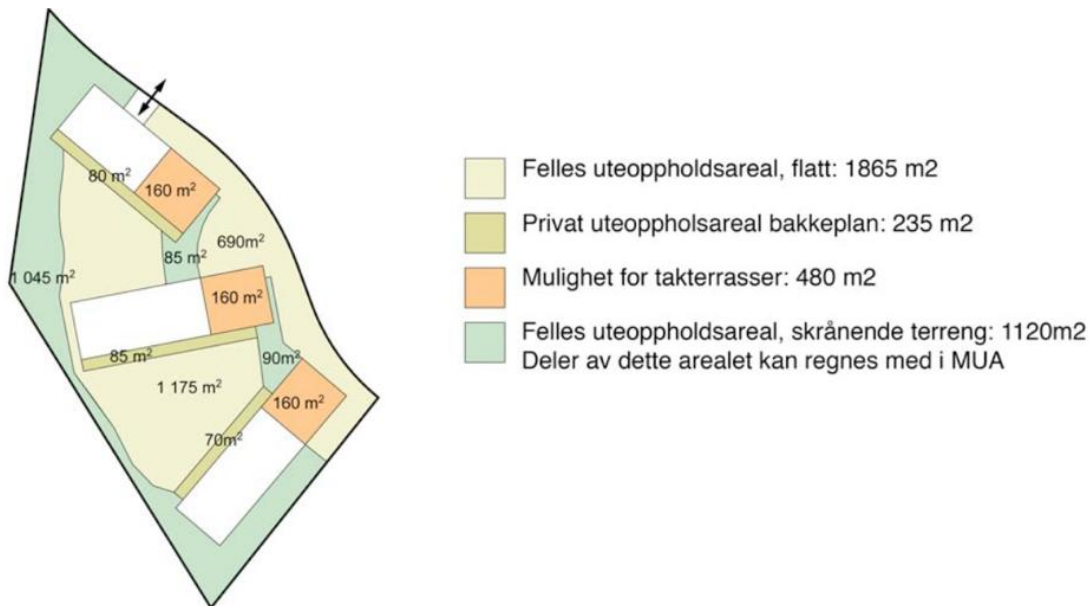 80 m²
160 m²
690m²
85 m²
1 045 m²
160 m²
85 m²
90m²
1 175 m²
160 m²
70m²
Felles uteoppholdsareal, flatt: 1865 m2
Privat uteoppholsareal bakkeplan: 235 m2
Mulighet for takterrasser: 480 m2
Felles uteoppholdsareal, skrånende terreng: 1120m2
Deler av dette arealet kan regnes med i MUA